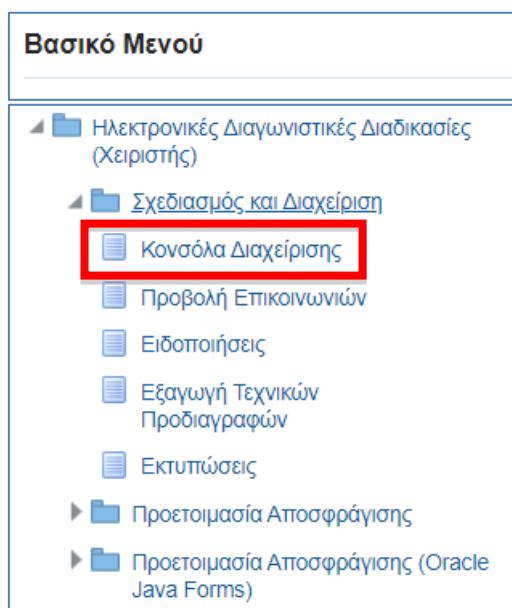 Βασικό Μενού
Ηλεκτρονικές Διαγωνιστικές Διαδικασίες
(Χειριστής)
Σχεδιασμός και Διαχείριση
Κονσόλα Διαχείρισης
Προβολή Επικοινωνιών
Ειδοποιήσεις
Εξαγωγή Τεχνικών
Προδιαγραφών
Εκτυπώσεις
Προετοιμασία Αποσφράγισης
Προετοιμασία Αποσφράγισης (Oracle
Java Forms)